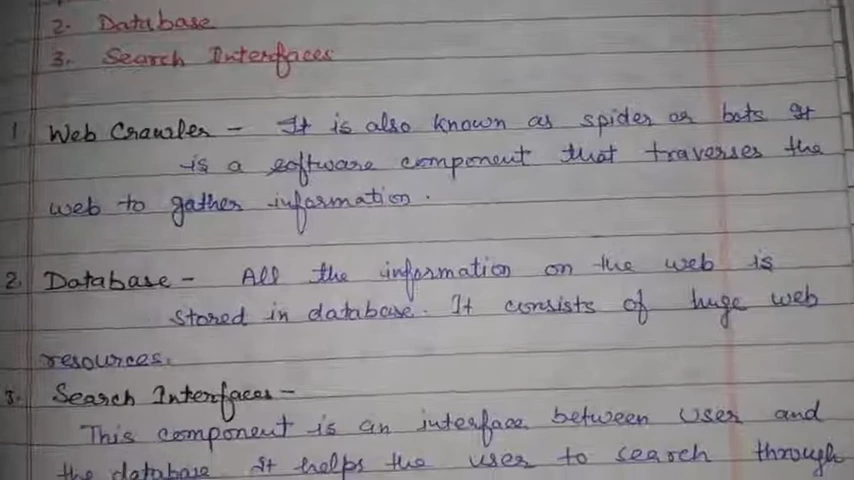 2. Database
3. Search Interfaces
1 Web Crawler - It is also known as spider or bots It
is a software component that traverses the
web to gather information.
2. Database - All the information on the web is
stored in database. It consists of huge web
resources.
3. Search Interfaces -
This component is an interface between user and
the database It helps the user to search through